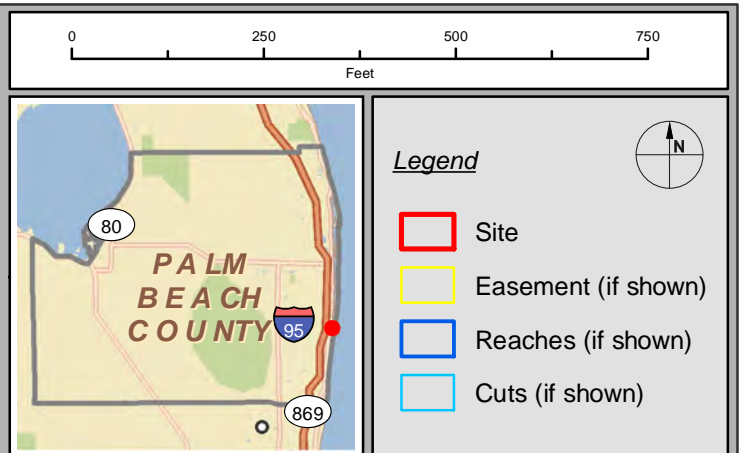 0 250 500 750
Feet
80
PALM
BEACH
COUNTY
95
869
Legend
N
Site
Easement (if shown)
Reaches (if shown)
Cuts (if shown)